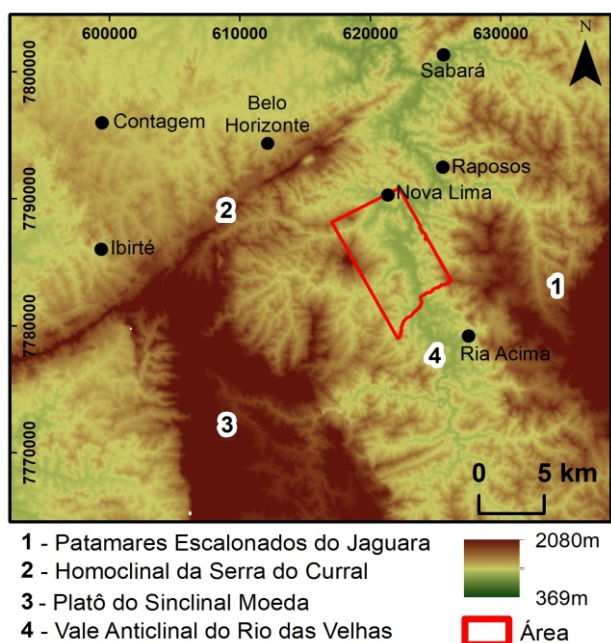 600000 610000 620000 630000
N
7800000
Sabará
Contagem
Belo
Horizonte
Raposos
7790000
Nova Lima
2
Ibirté
1
7780000
Ria Acima
4
3
7770000
0 5 km
1 - Patamares Escalonados do Jaguara
2 - Homoclinal da Serra do Curral
3 - Platô do Sinclinal Moeda
4 - Vale Anticlinal do Rio das Velhas
2080m
369m
Área